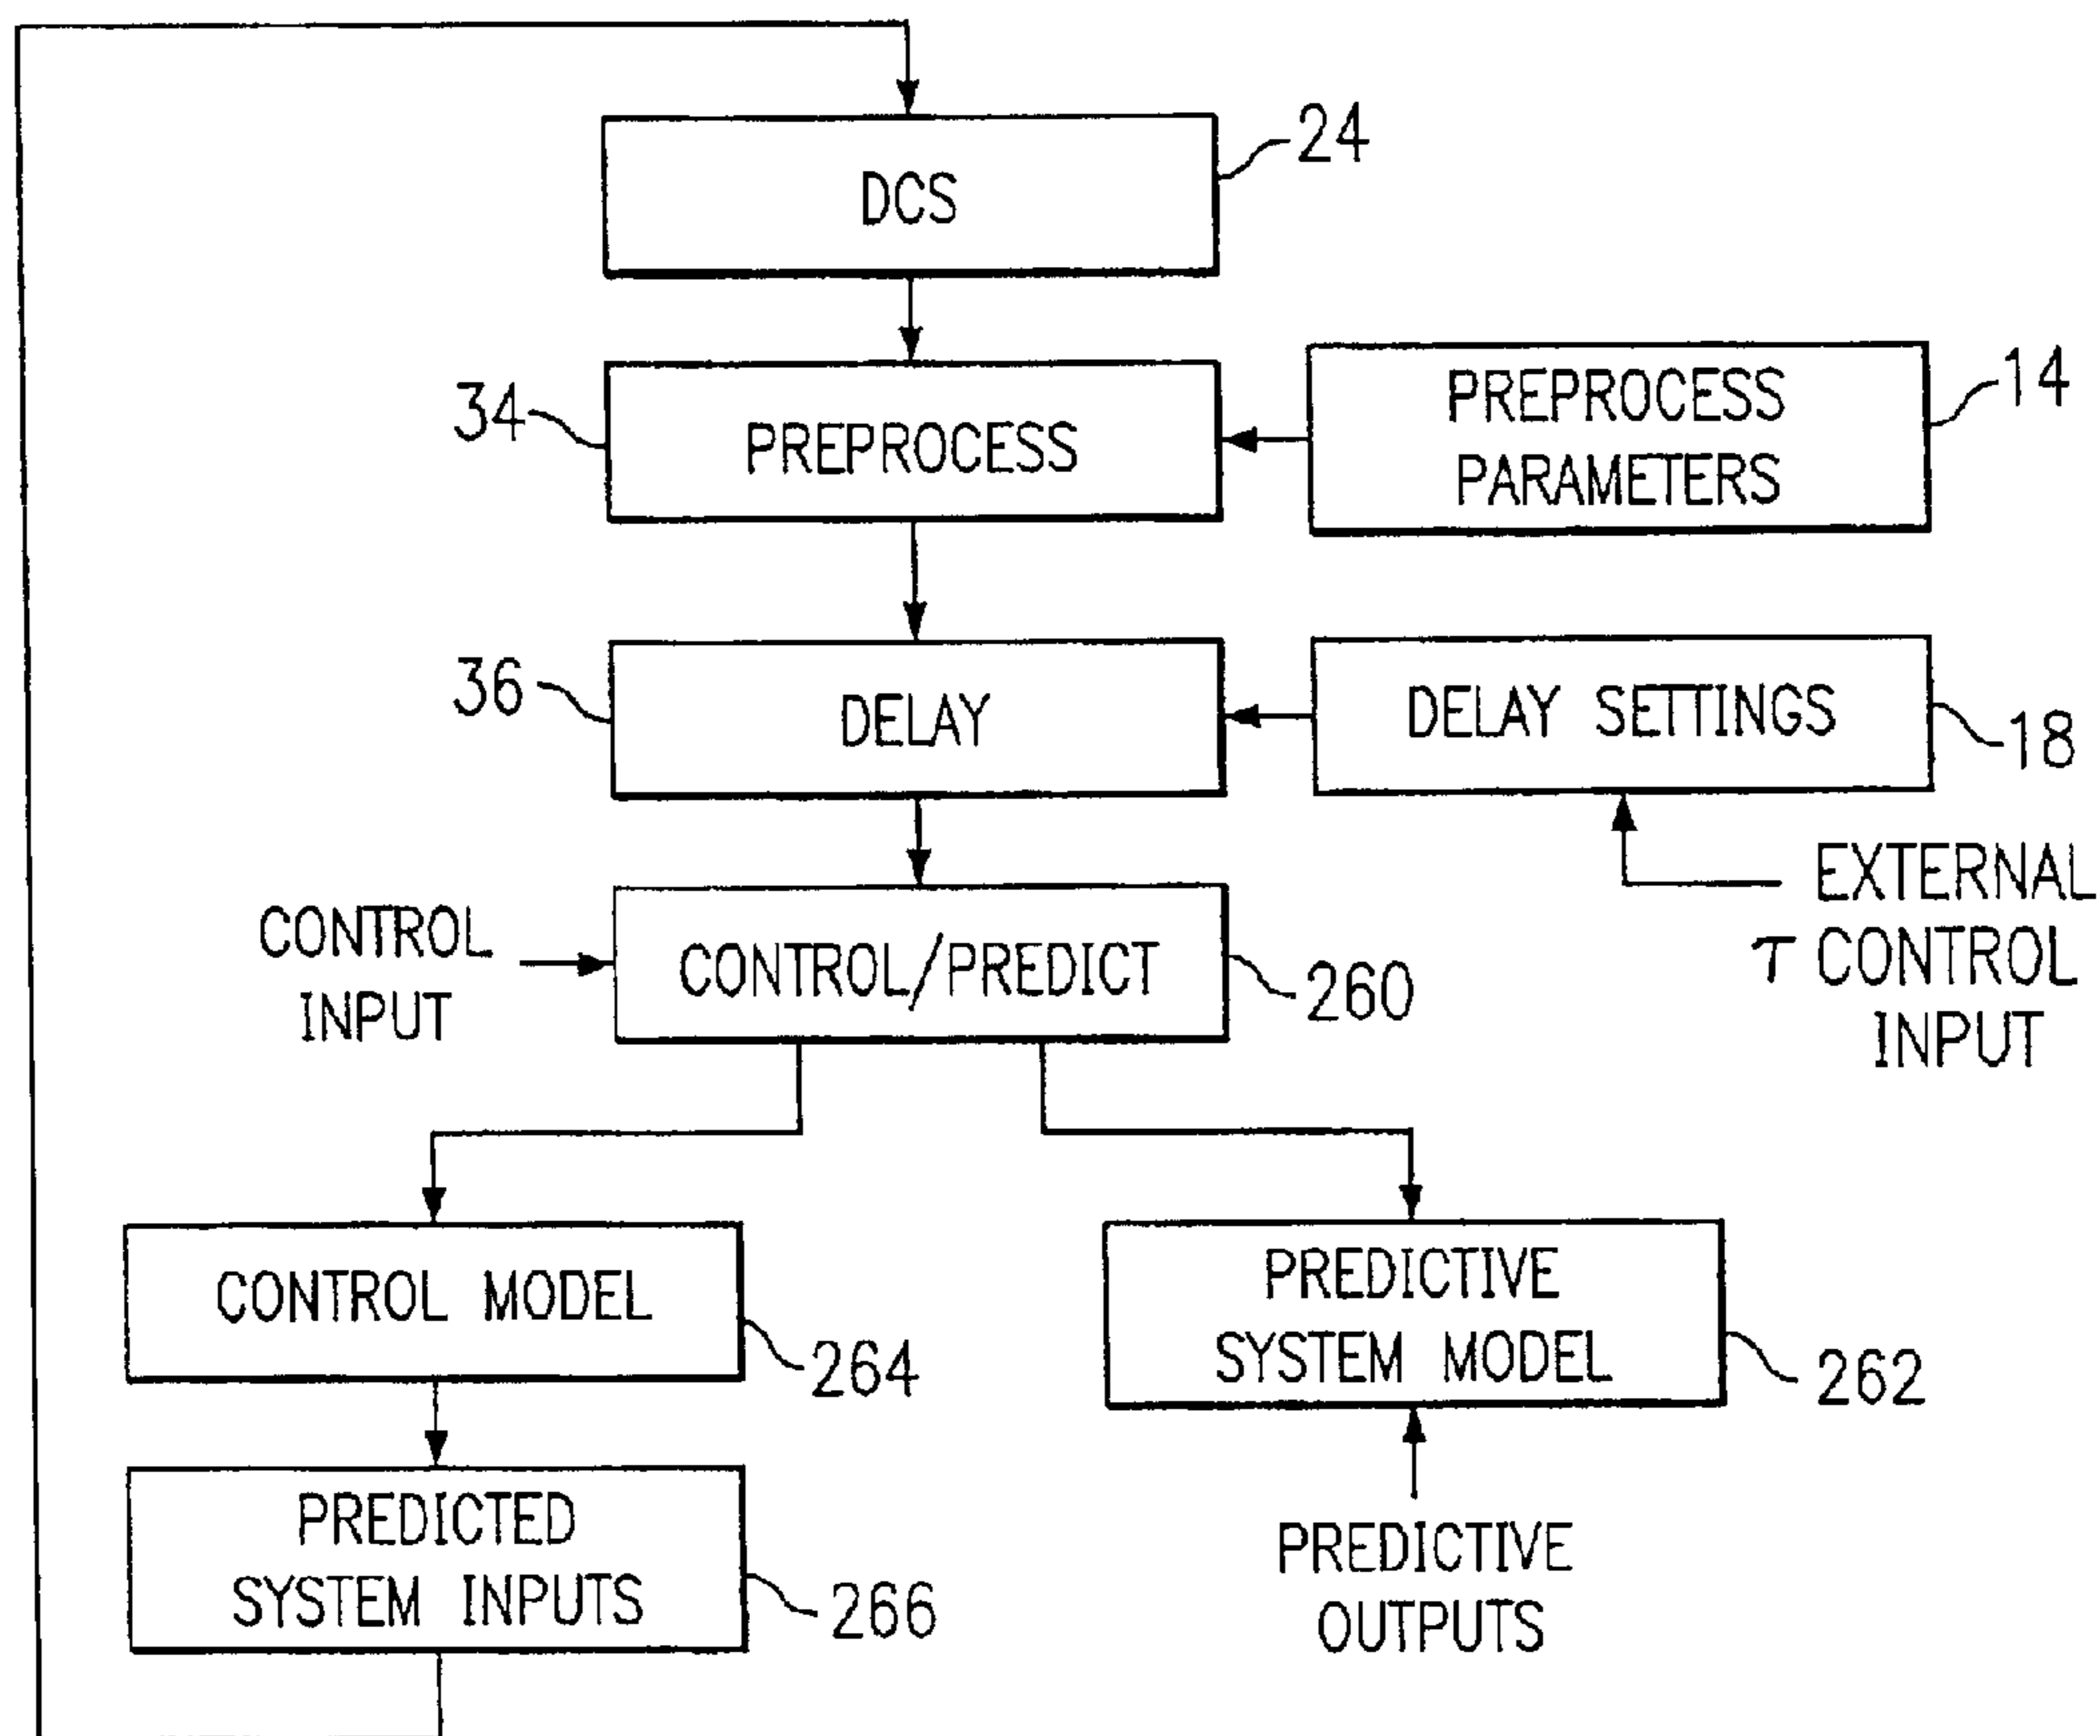 24
DCS
34
PREPROCESS
PREPROCESS
PARAMETERS
14
36
DELAY
DELAY SETTINGS
18
EXTERNAL
τ CONTROL
INPUT
CONTROL
INPUT
CONTROL/PREDICT
260
CONTROL MODEL
264
PREDICTIVE
SYSTEM MODEL
262
PREDICTED
SYSTEM INPUTS
266
PREDICTIVE
OUTPUTS